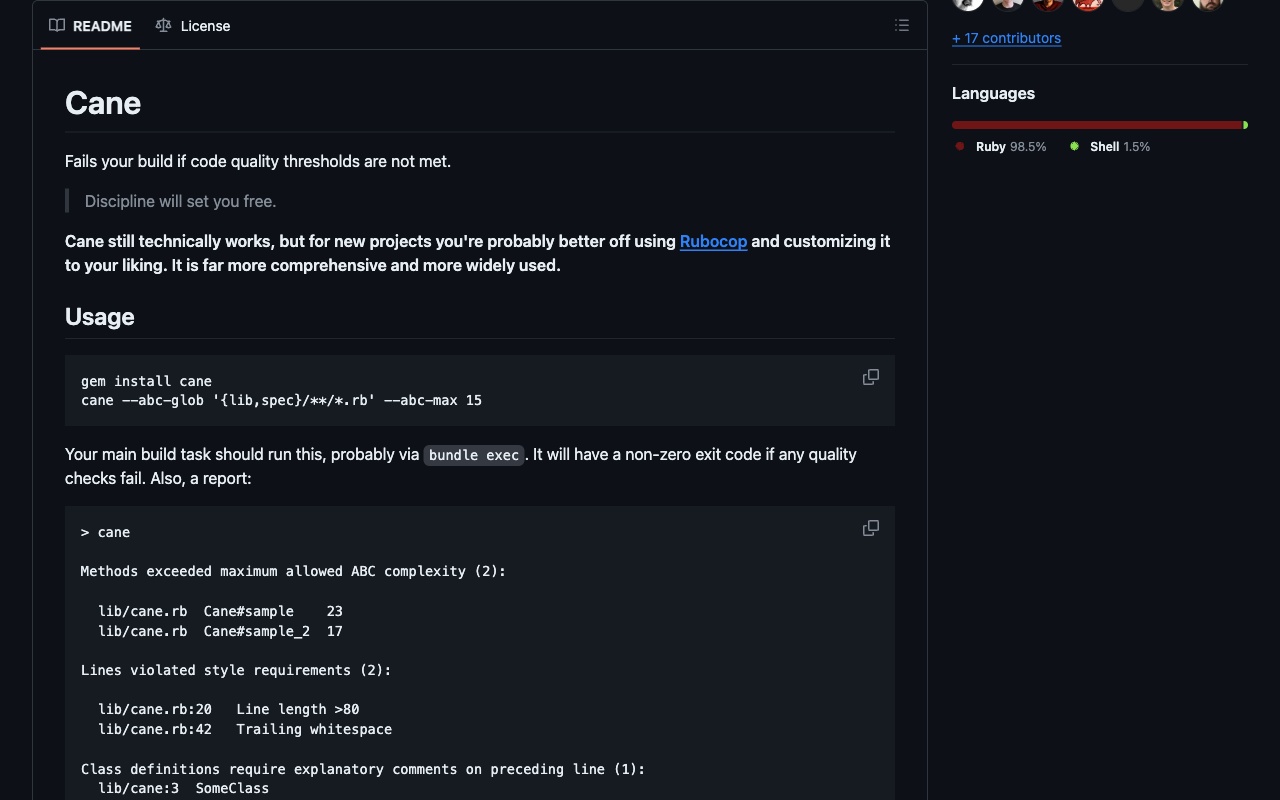 README
License
+ 17 contributors
Languages
Ruby 98.5%
Shell 1.5%
Cane
Fails your build if code quality thresholds are not met.
Discipline will set you free.
Cane still technically works, but for new projects you're probably better off using Rubocop and customizing it
to your liking. It is far more comprehensive and more widely used.
Usage
gem install cane
cane --abc-glob '{lib,spec}/**/*.rb' --abc-max 15
Your main build task should run this, probably via bundle exec. It will have a non-zero exit code if any quality
checks fail. Also, a report:
> cane
Methods exceeded maximum allowed ABC complexity (2):
lib/cane.rb  Cane#sample    23
lib/cane.rb  Cane#sample_2  17
Lines violated style requirements (2):
lib/cane.rb:20   Line length >80
lib/cane.rb:42   Trailing whitespace
Class definitions require explanatory comments on preceding line (1):
lib/cane:3  SomeClass